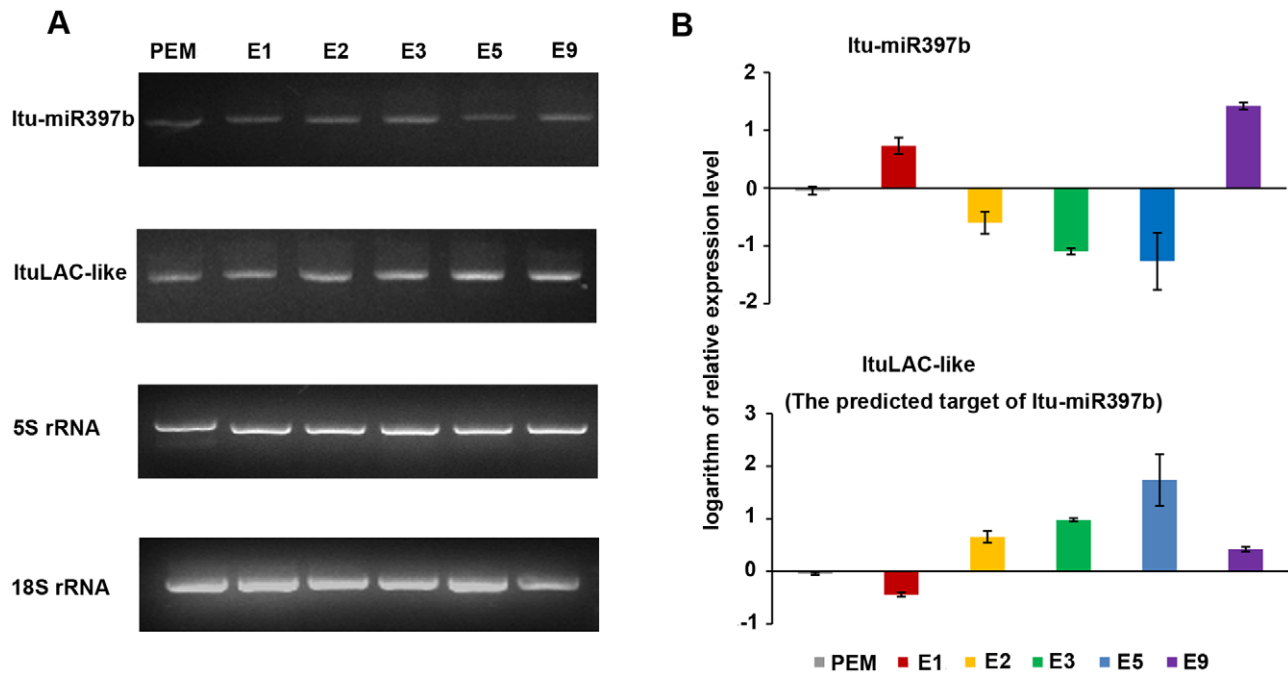 A
PEM E1 E2 E3 E5 E9
ltu-miR397b
ltuLAC-like
5S rRNA
18S rRNA
B
ltu-miR397b
logarithm of relative expression level
2
1
0
-1
-2
ltuLAC-like
(The predicted target of ltu-miR397b)
3
2
1
0
-1
PEM E1 E2 E3 E5 E9